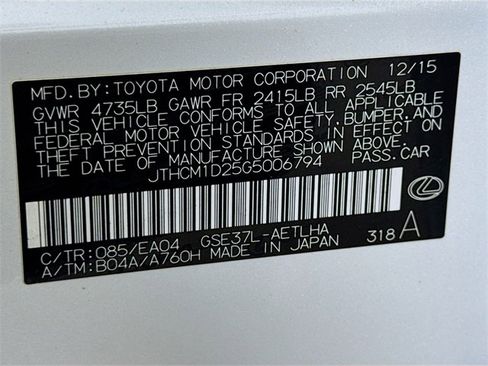 MFD. BY: TOYOTA MOTOR CORPORATION 12/15
GVWR 4735LB GAWR FR 2415LB RR 2545LB
THIS VEHICLE CONFORMS TO ALL APPLICABLE
FEDERAL MOTOR VEHICLE SAFETY, BUMPER, AND
THEFT PREVENTION STANDARDS IN EFFECT ON
THE DATE OF MANUFACTURE SHOWN ABOVE.
JTHCM1D25G5006794 PASS. CAR
C/TR: 085/EA04 GSE37L-AETLHA
A/TM: B04A/A760H MADE IN JAPAN 318 A